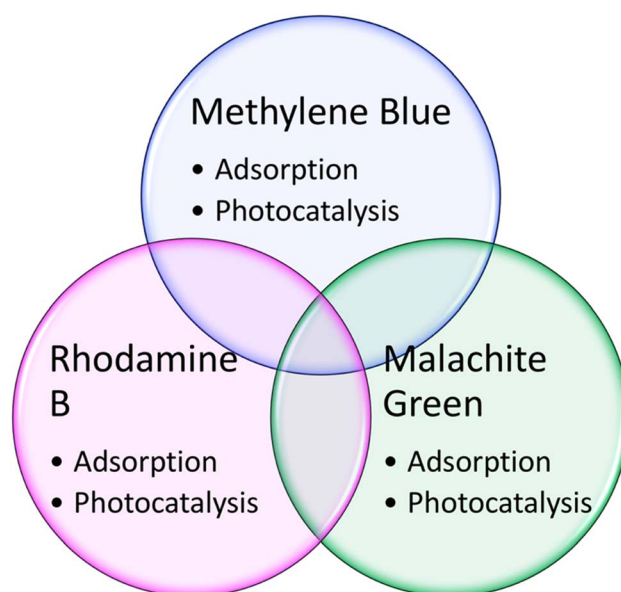 Methylene Blue
• Adsorption
• Photocatalysis
Rhodamine
B
• Adsorption
• Photocatalysis
Malachite
Green
• Adsorption
• Photocatalysis